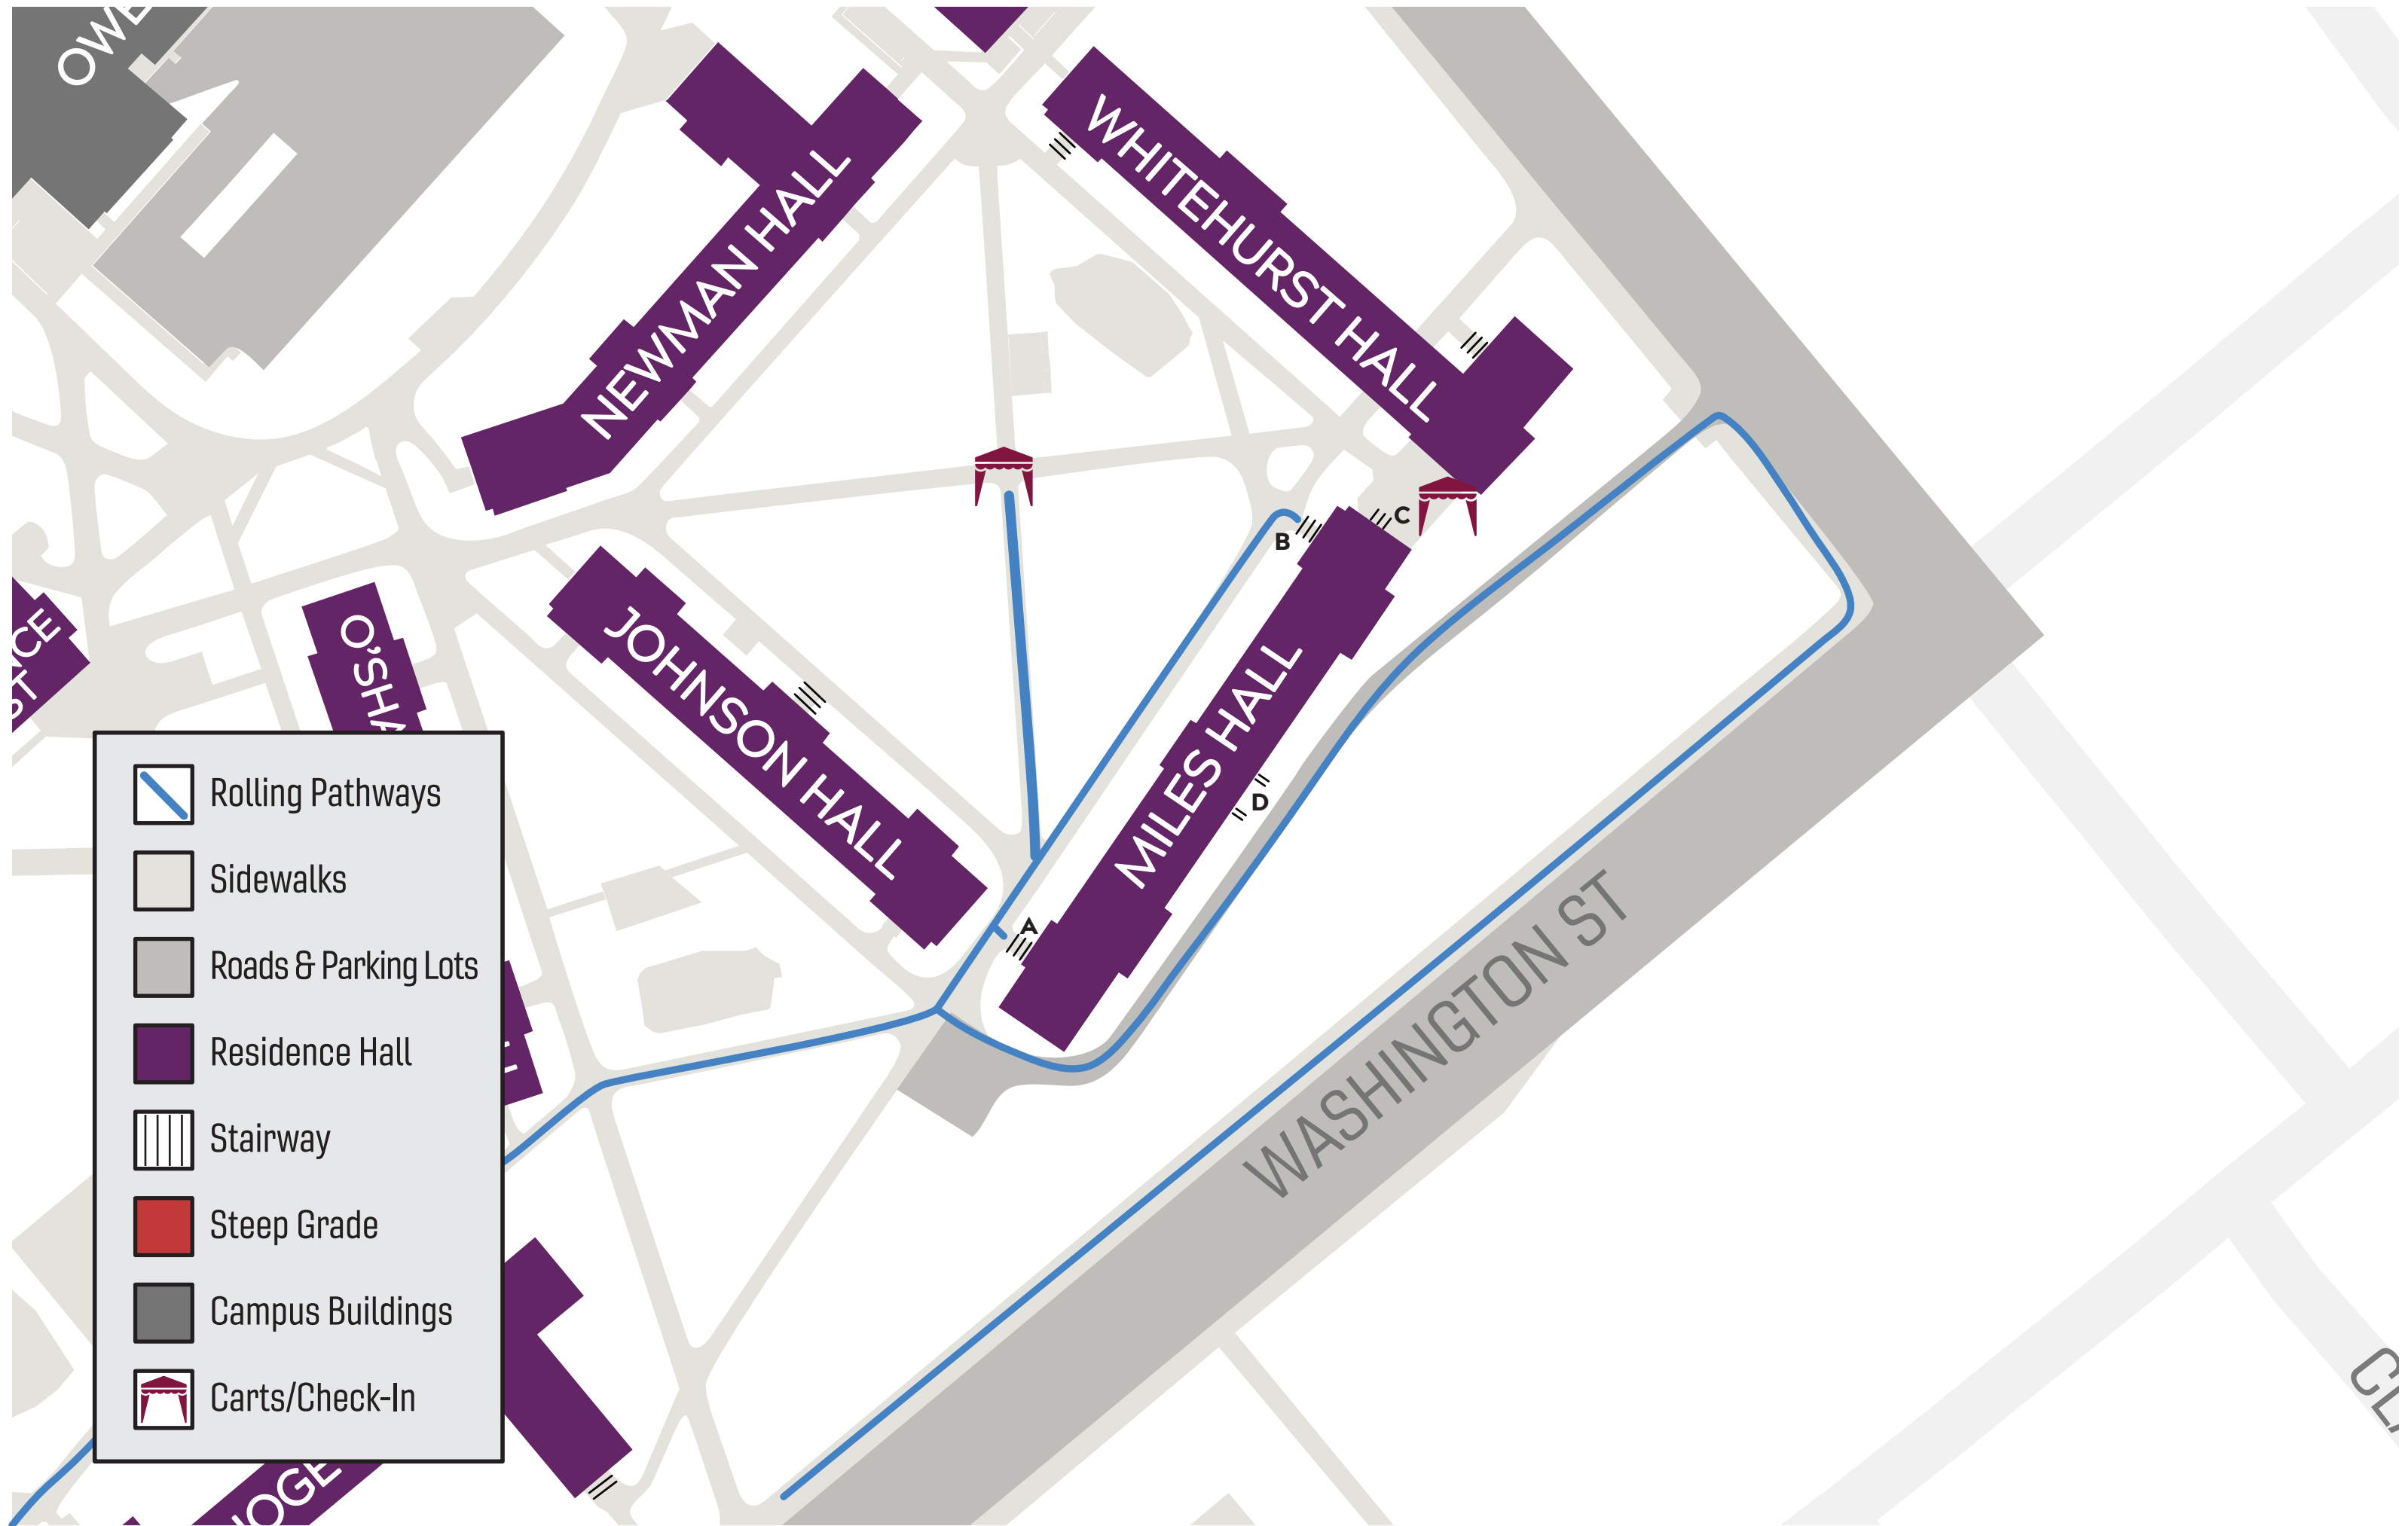 WHITEHURST HALL
NEWMAN HALL
B
C
JOHNSON HALL
MILES HALL
D
A
WASHINGTON ST
Rolling Pathways
Sidewalks
Roads & Parking Lots
Residence Hall
Stairway
Steep Grade
Campus Buildings
Carts/Check-In